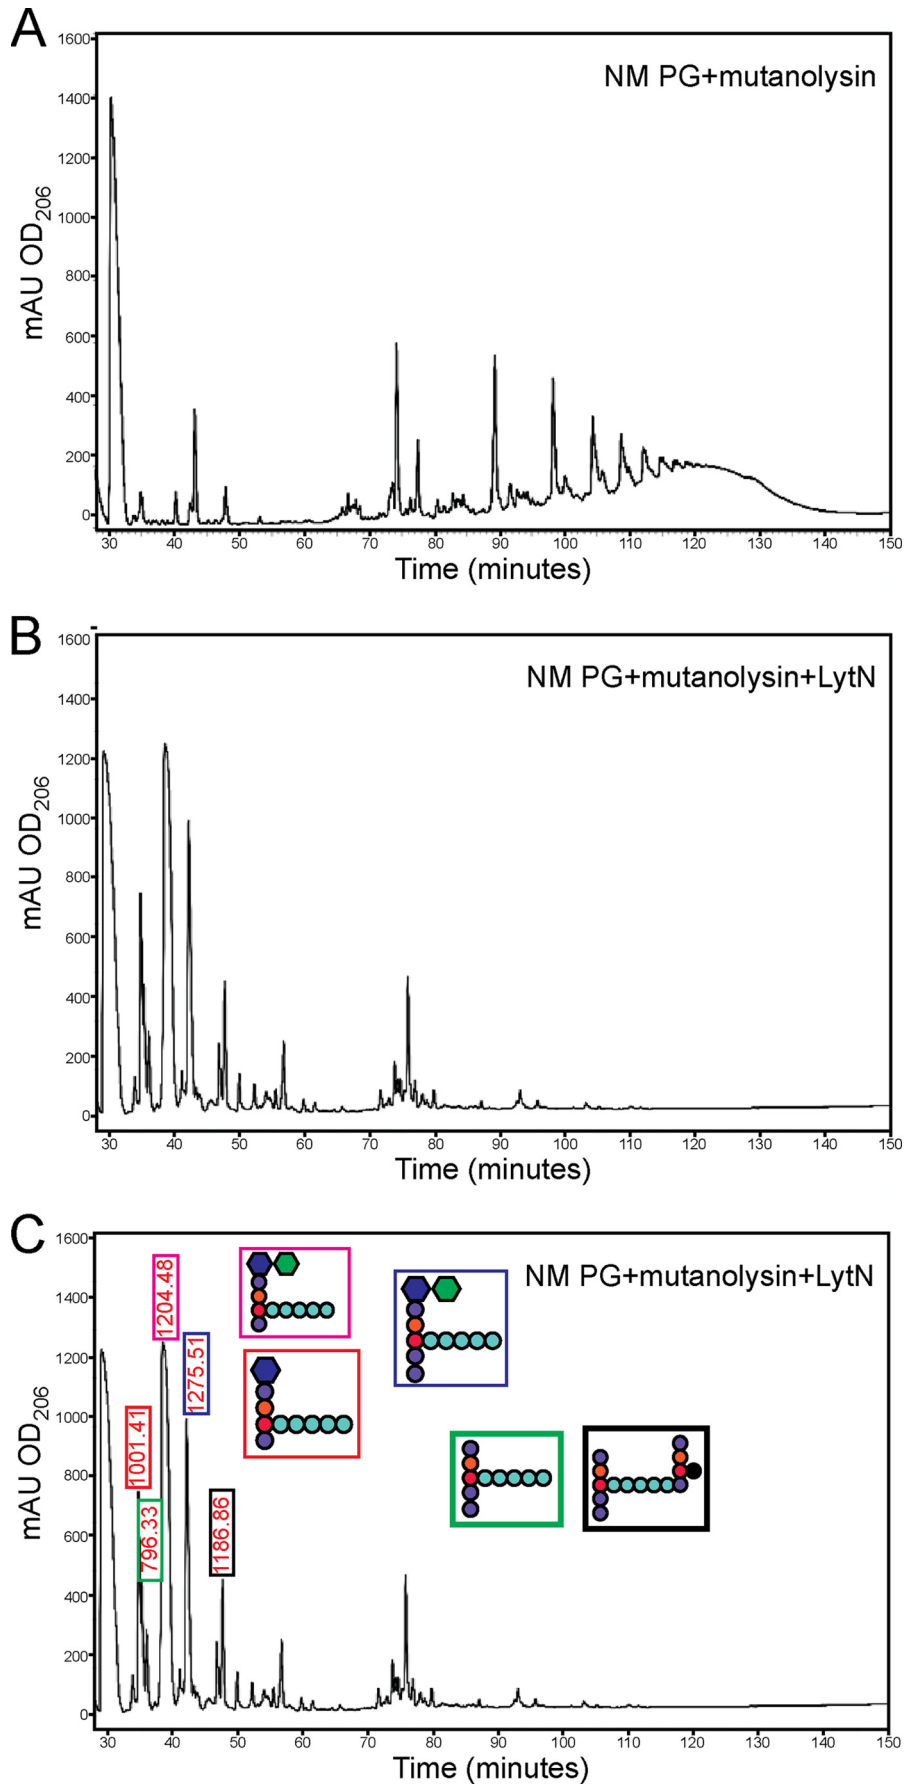 A
NM PG+mutanolysin
mAU OD206
1600
1400
1200
1000
800
600
400
200
0
30 40 50 60 70 80 90 100 110 120 130 140 150
Time (minutes)
B
NM PG+mutanolysin+LytN
mAU OD206
1600
1400
1200
1000
800
600
400
200
0
30 40 50 60 70 80 90 100 110 120 130 140 150
Time (minutes)
C
NM PG+mutanolysin+LytN
mAU OD206
1600
1400
1200
1000
800
600
400
200
0
1001.41
796.33
1204.48
1275.51
1186.86
30 40 50 60 70 80 90 100 110 120 130 140 150
Time (minutes)